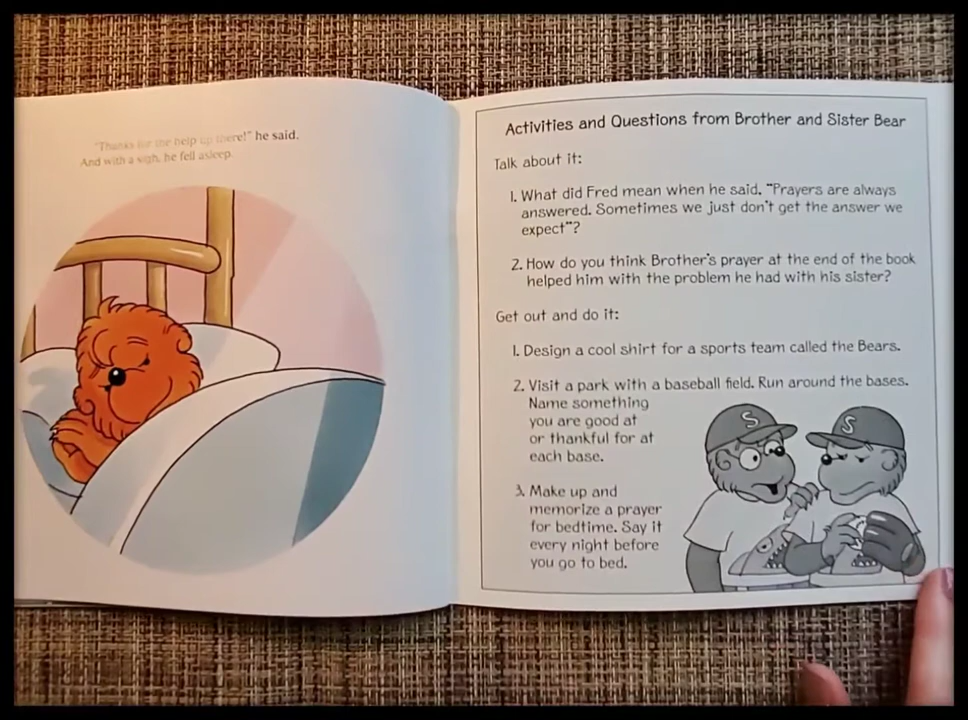 "Thanks for the help up there!" he said.
And with a sigh, he fell asleep.
Activities and Questions from Brother and Sister Bear
Talk about it:
1. What did Fred mean when he said, "Prayers are always
answered. Sometimes we just don't get the answer we
expect"?
2. How do you think Brother's prayer at the end of the book
helped him with the problem he had with his sister?
Get out and do it:
1. Design a cool shirt for a sports team called the Bears.
2. Visit a park with a baseball field. Run around the bases.
Name something
you are good at
or thankful for at
each base.
3. Make up and
memorize a prayer
for bedtime. Say it
every night before
you go to bed.
S
S